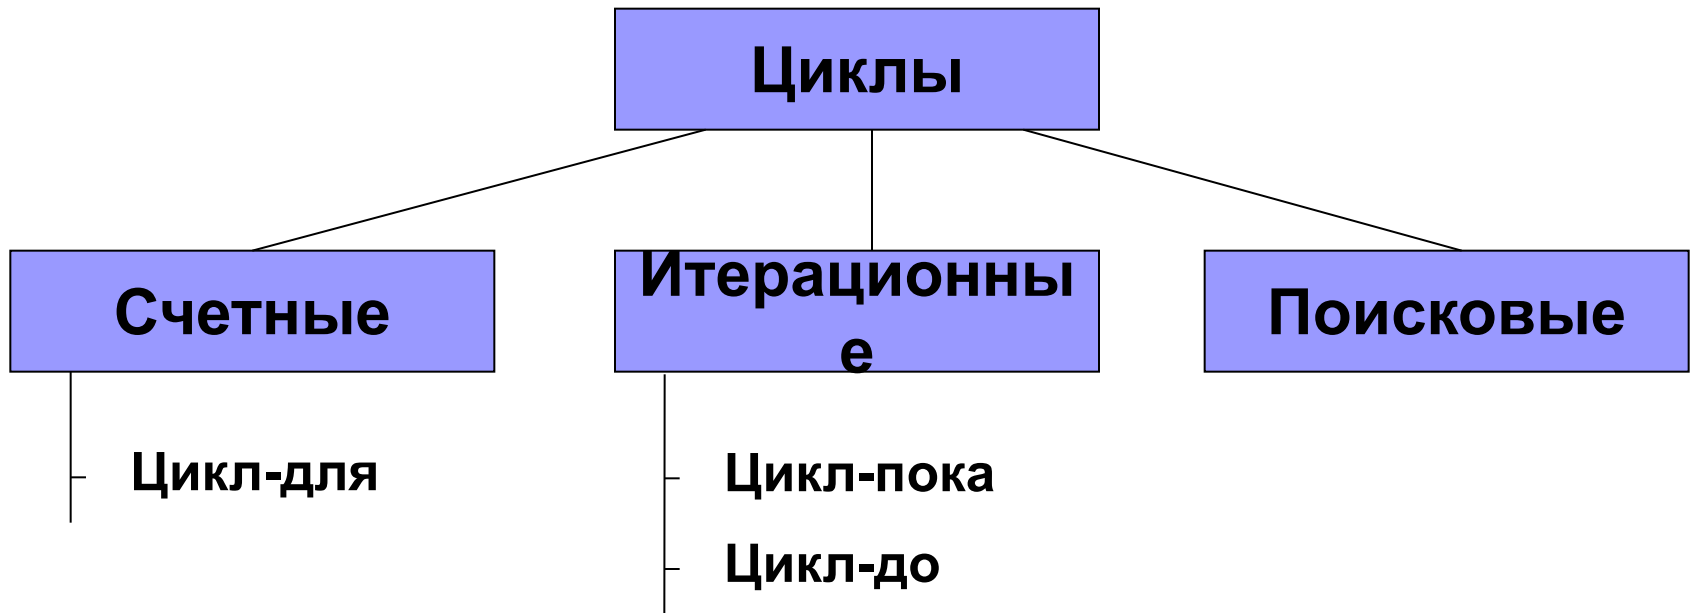 Циклы
Счетные
Итерационны
е
Поисковые
Цикл-для
Цикл-пока
Цикл-до